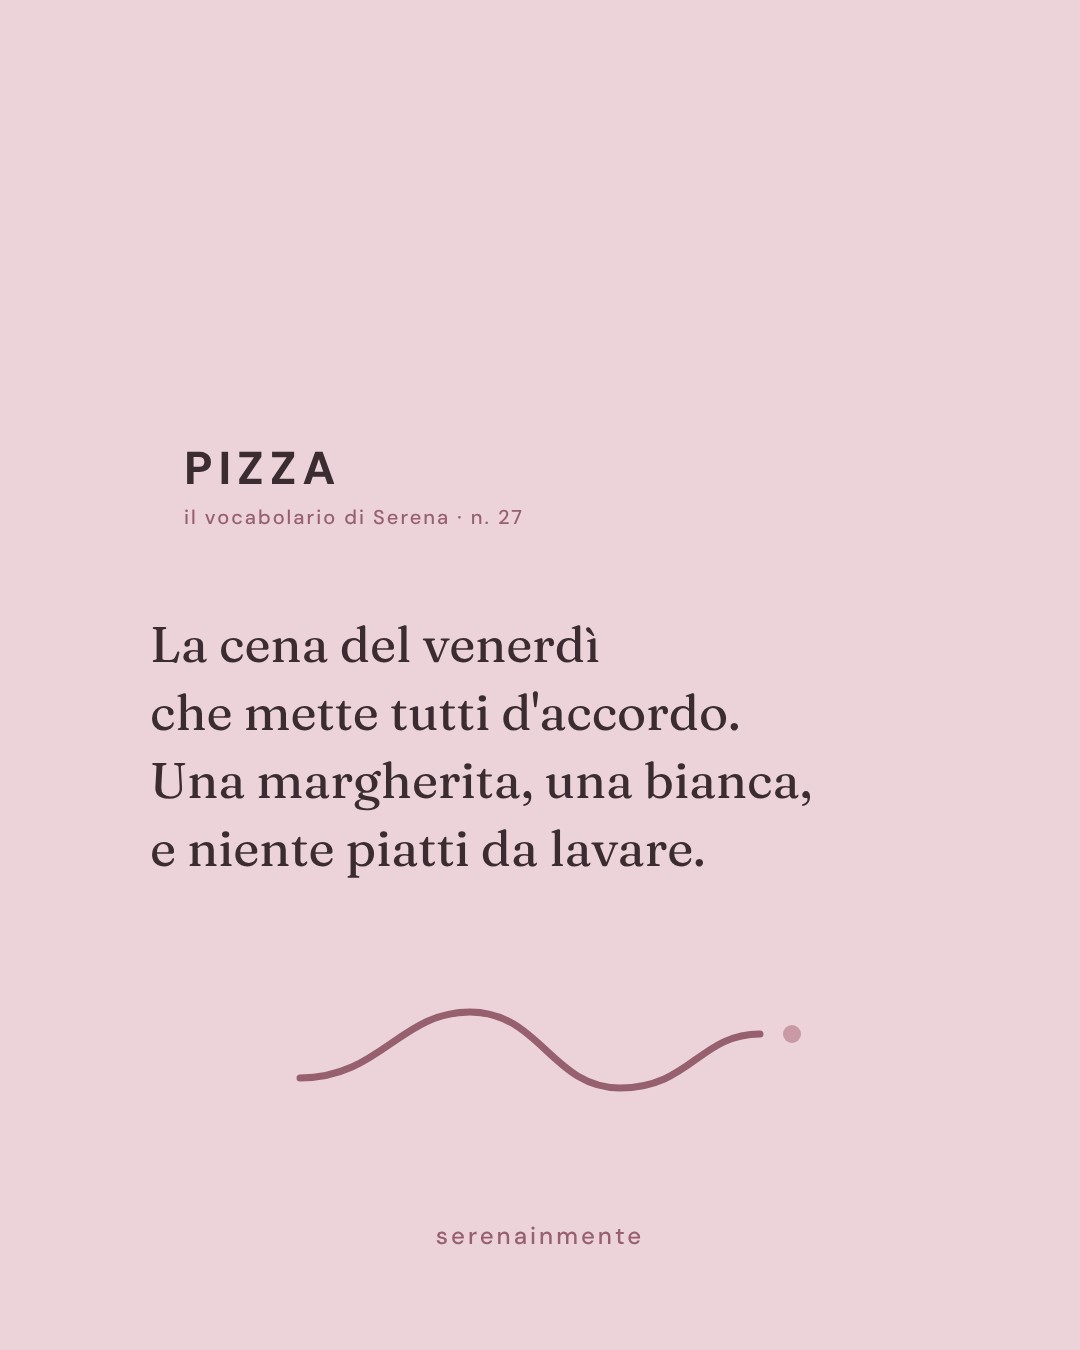 PIZZA
il vocabolario di Serena · n. 27
La cena del venerdì
che mette tutti d'accordo.
Una margherita, una bianca,
e niente piatti da lavare.
serenainmente